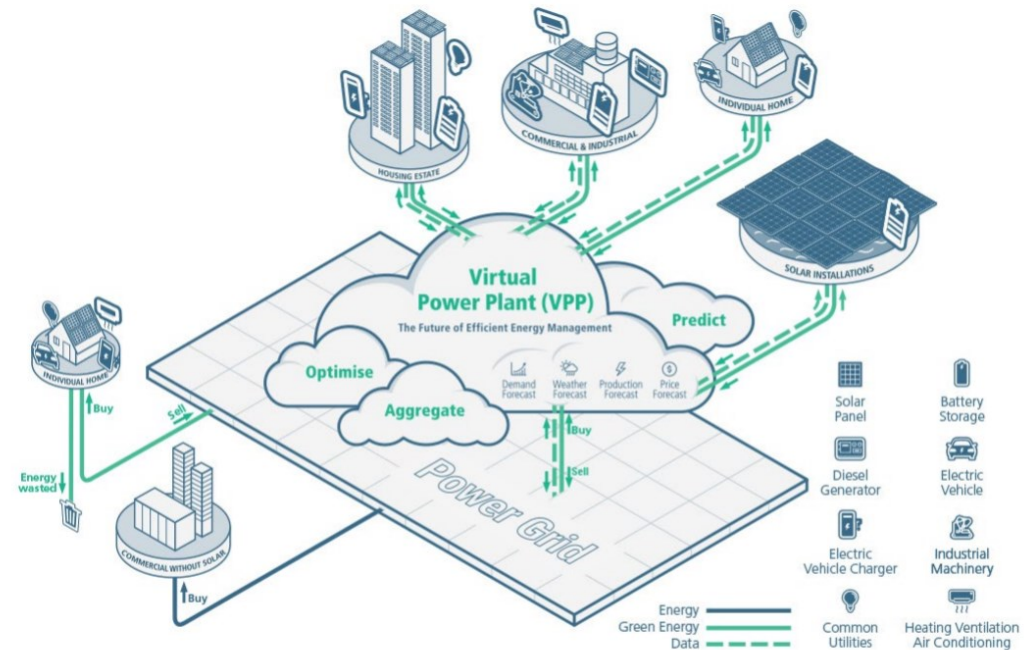 HOUSING ESTATE
COMMERCIAL & INDUSTRIAL
INDIVIDUAL HOME
SOLAR INSTALLATIONS
Virtual
Power Plant (VPP)
The Future of Efficient Energy Management
Predict
Optimise
Aggregate
Demand
Forecast
Weather
Forecast
Production
Forecast
Price
Forecast
Buy
Sell
Power Grid
INDIVIDUAL HOME
Buy
Sell
Energy
wasted
COMMERCIAL WITHOUT SOLAR
Buy
Solar
Panel
Battery
Storage
Diesel
Generator
Electric
Vehicle
Electric
Vehicle Charger
Industrial
Machinery
Common
Utilities
Heating Ventilation
Air Conditioning
Energy
Green Energy
Data